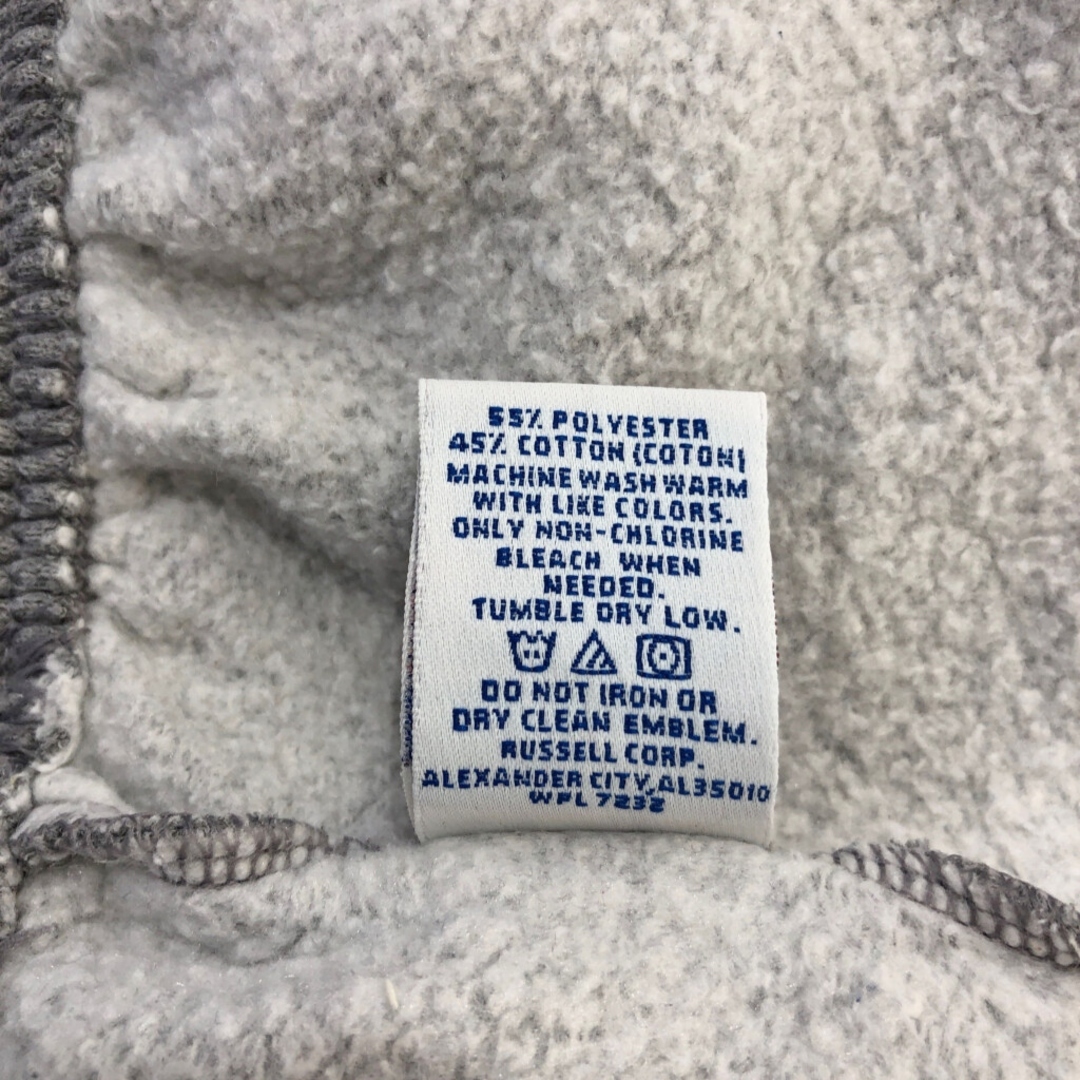 55% POLYESTER
45% COTTON (COTON)
MACHINE WASH WARM
WITH LIKE COLORS.
ONLY NON-CHLORINE
BLEACH WHEN
NEEDED.
TUMBLE DRY LOW.
DO NOT IRON OR
DRY CLEAN EMBLEM.
RUSSELL CORP.
ALEXANDER CITY, AL35010
WPL 7232